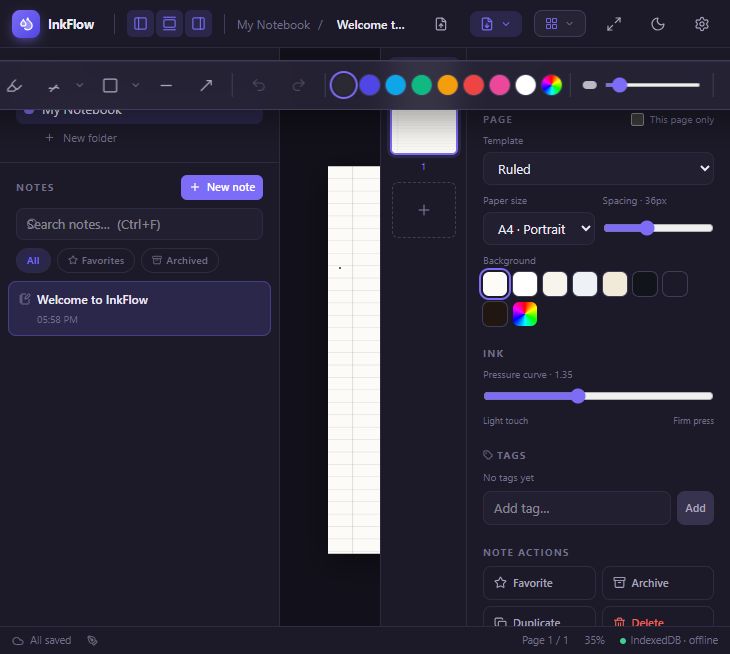 InkFlow
My Notebook / Welcome t...
My Notebook
New folder
NOTES
New note
Search notes... (Ctrl+F)
All
Favorites
Archived
Welcome to InkFlow
05:58 PM
1
PAGE
This page only
Template
Ruled
Paper size
Spacing · 36px
A4 · Portrait
Background
INK
Pressure curve · 1.35
Light touch
Firm press
TAGS
No tags yet
Add tag...
Add
NOTE ACTIONS
Favorite
Archive
Duplicate
Delete
All saved
Page 1 / 1
35%
IndexedDB · offline